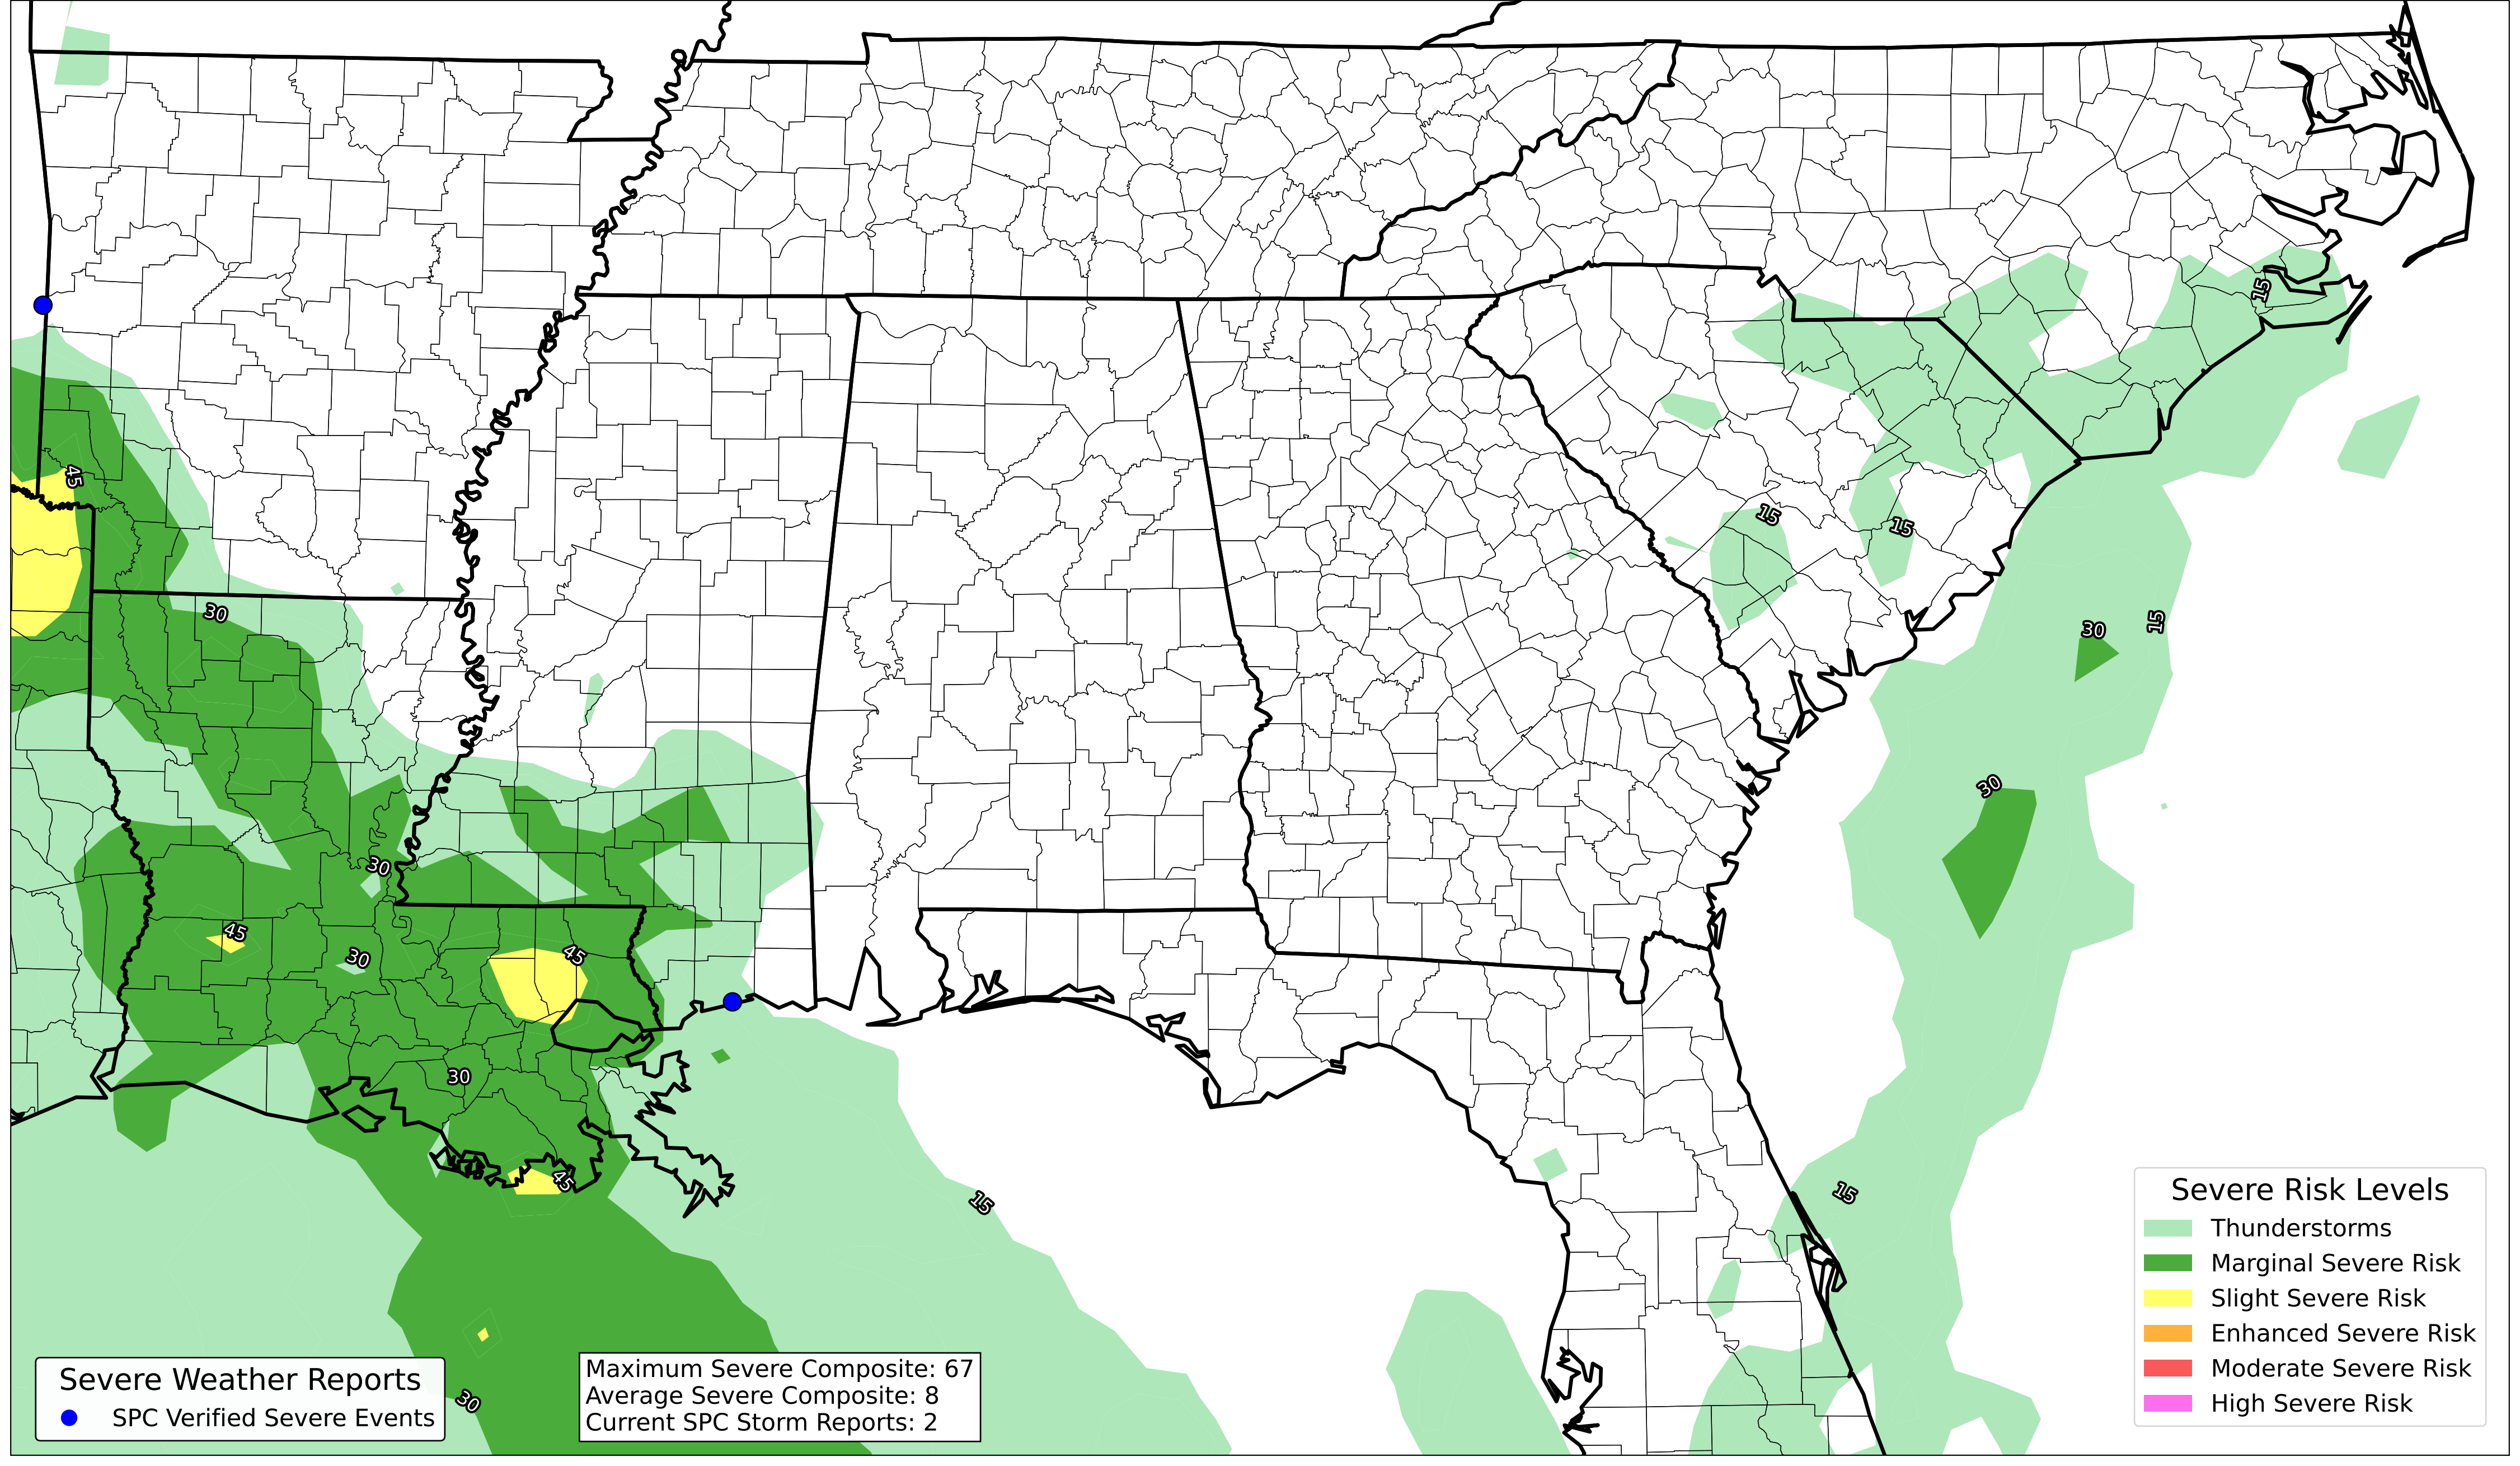 15
45
15
15
30
30
15
30
30
45
45
30
30
45
15
15
30
Severe Risk Levels
Thunderstorms
Marginal Severe Risk
Slight Severe Risk
Enhanced Severe Risk
Moderate Severe Risk
High Severe Risk
Severe Weather Reports
SPC Verified Severe Events
Maximum Severe Composite: 67
Average Severe Composite: 8
Current SPC Storm Reports: 2